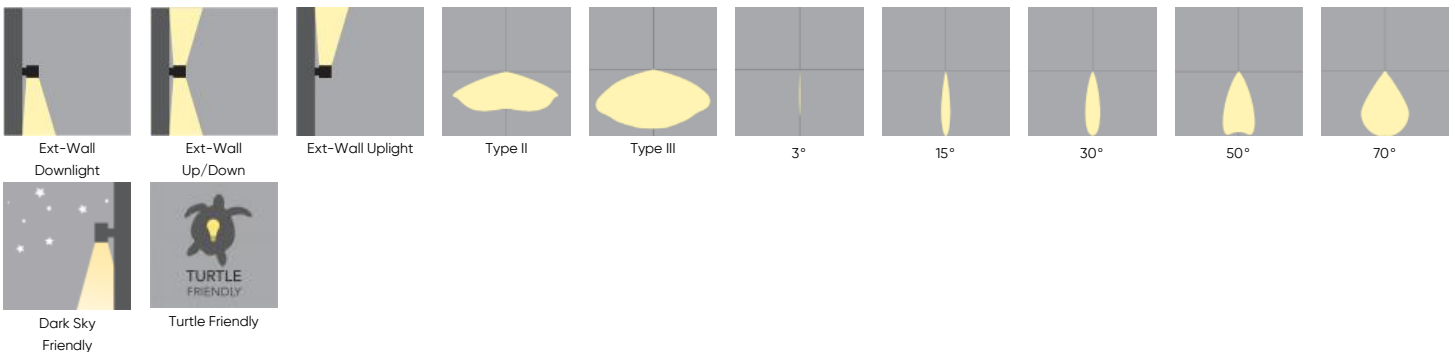 Ext-Wall
Downlight
Ext-Wall
Up/Down
Ext-Wall Uplight
Type II
Type III
3°
15°
30°
50°
70°
Dark Sky
Friendly
TURTLE
FRIENDLY
Turtle Friendly